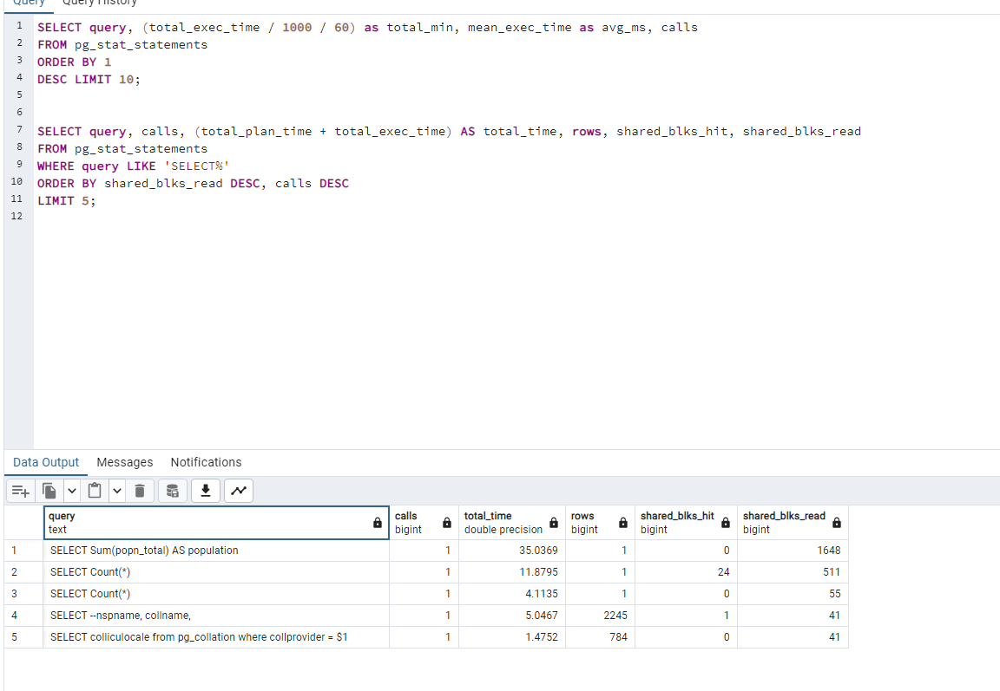 Query Query History
1 SELECT query, (total_exec_time / 1000 / 60) as total_min, mean_exec_time as avg_ms, calls
2 FROM pg_stat_statements
3 ORDER BY 1
4 DESC LIMIT 10;
5
6
7 SELECT query, calls, (total_plan_time + total_exec_time) AS total_time, rows, shared_blks_hit, shared_blks_read
8 FROM pg_stat_statements
9 WHERE query LIKE 'SELECT%'
10 ORDER BY shared_blks_read DESC, calls DESC
11 LIMIT 5;
12
Data Output Messages Notifications
query calls total_time rows shared_blks_hit shared_blks_read
text bigint double precision bigint bigint bigint
1 SELECT Sum(popn_total) AS population 1 35.0369 1 0 1648
2 SELECT Count(*) 1 11.8795 1 24 511
3 SELECT Count(*) 1 4.1135 1 0 55
4 SELECT --nspname, collname, 1 5.0467 2245 1 41
5 SELECT colliculocale from pg_collation where collprovider = $1 1 1.4752 784 0 41